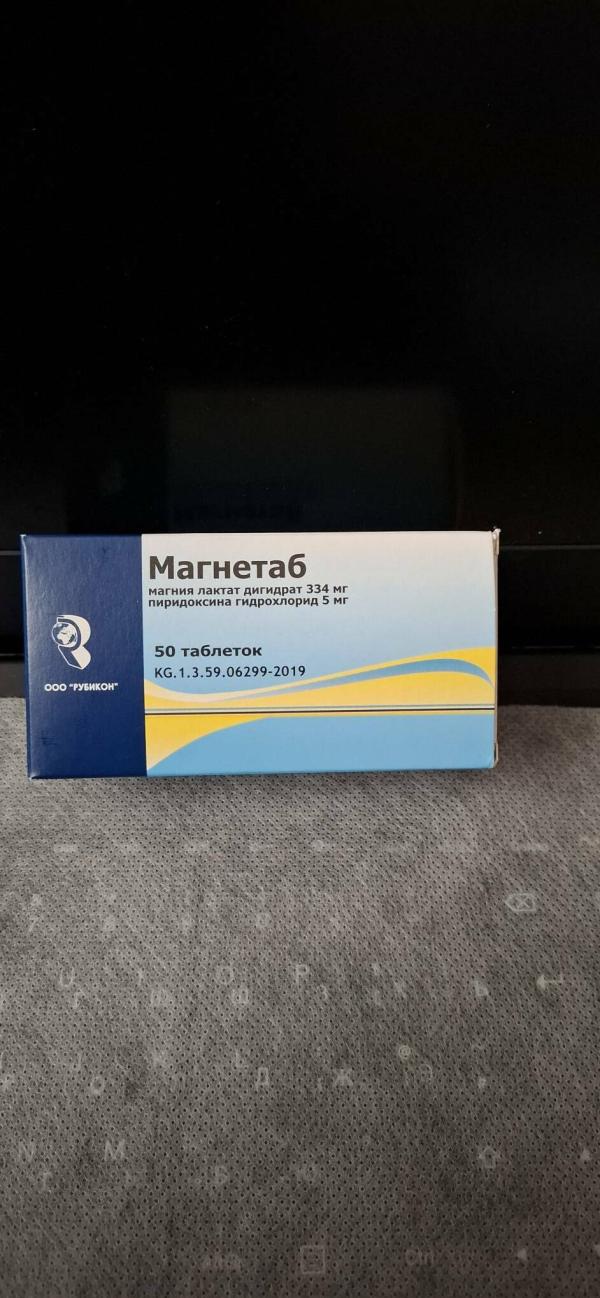 Магнетаб
магния лактат дигидрат 334 мг
пиридоксина гидрохлорид 5 мг
50 таблеток
KG.1.3.59.06299-2019
ООО "РУБИКОН"